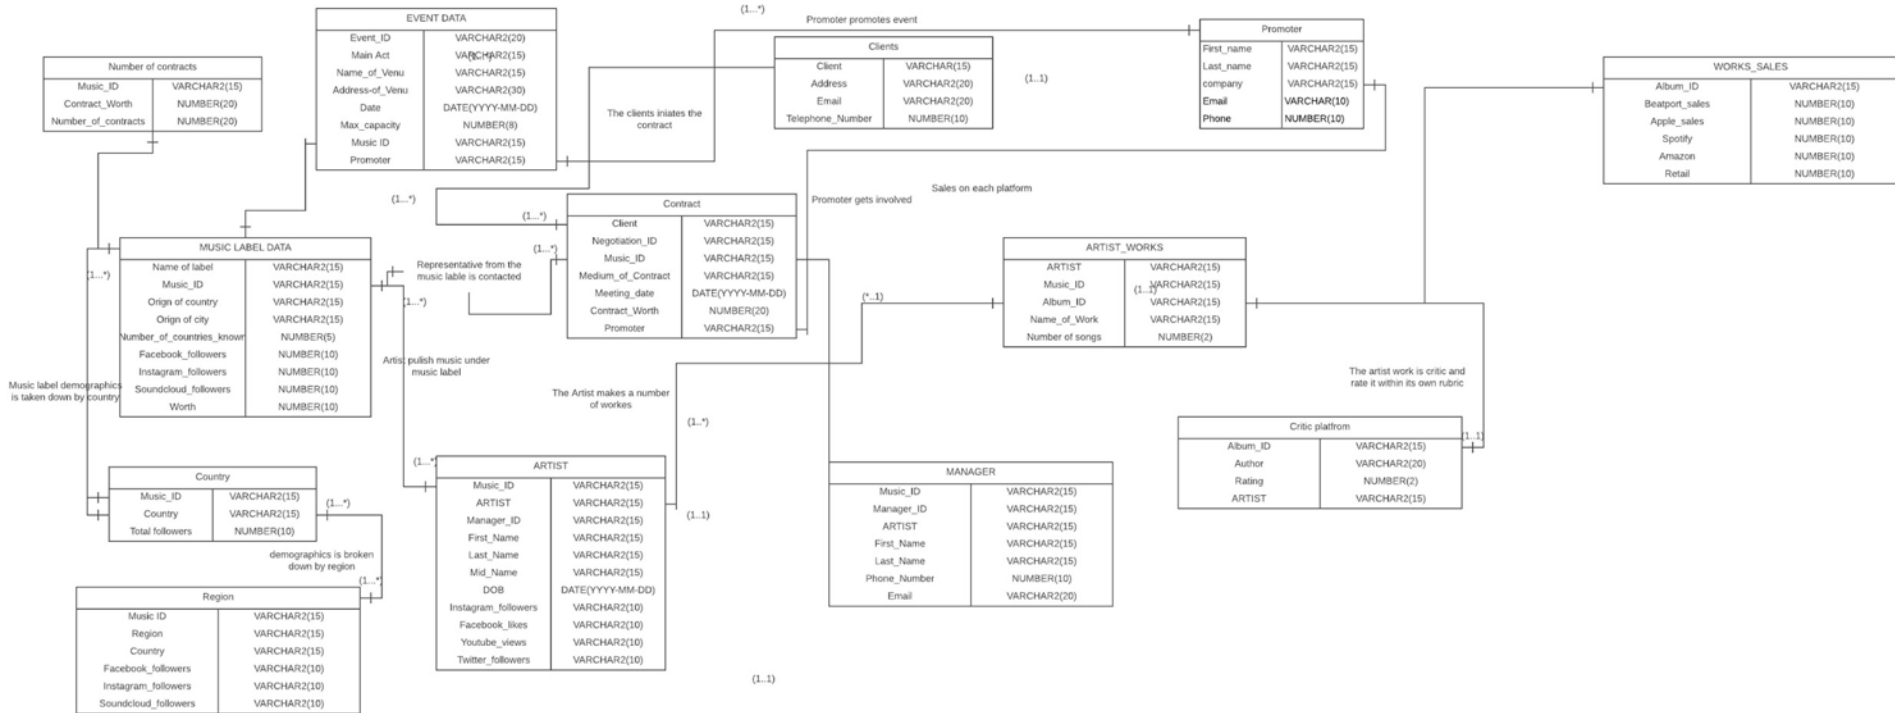 EVENT DATA
Event_ID VARCHAR2(20)
Main Act VARCHAR2(15)
(1..*)
Name_of_Venu VARCHAR2(15)
Address-of_Venu VARCHAR2(30)
Date DATE(YYYY-MM-DD)
Max_capacity NUMBER(8)
Music ID VARCHAR2(15)
Promoter VARCHAR2(15)
(1...*)
Promoter promotes event
Clients
Client VARCHAR(15)
Address VARCHAR2(20)
Email VARCHAR2(20)
Telephone_Number NUMBER(10)
(1..1)
Promoter
First_name VARCHAR2(15)
Last_name VARCHAR2(15)
company VARCHAR2(15)
Email VARCHAR(10)
Phone NUMBER(10)
WORKS_SALES
Album_ID VARCHAR2(15)
Beatport_sales NUMBER(10)
Apple_sales NUMBER(10)
Spotify NUMBER(10)
Amazon NUMBER(10)
Retail NUMBER(10)
Number of contracts
Music_ID VARCHAR2(15)
Contract_Worth NUMBER(20)
Number_of_contracts NUMBER(20)
The clients iniates the
contract
(1...*)
(1...*)
(1...*)
Contract
Client VARCHAR2(15)
Negotiation_ID VARCHAR2(15)
Music_ID VARCHAR2(15)
Medium_of_Contract VARCHAR2(15)
Meeting_date DATE(YYYY-MM-DD)
Contract_Worth NUMBER(20)
Promoter VARCHAR2(15)
Promoter gets involved
Sales on each platform
MUSIC LABEL DATA
Name of label VARCHAR2(15)
Music_ID VARCHAR2(15)
Orign of country VARCHAR2(15)
Orign of city VARCHAR2(15)
Number_of_countries_known NUMBER(5)
Facebook_followers NUMBER(10)
Instagram_followers NUMBER(10)
Soundcloud_followers NUMBER(10)
Worth NUMBER(10)
(1...*)
Representative from the
music lable is contacted
(1...*)
ARTIST_WORKS
ARTIST VARCHAR2(15)
Music_ID VARCHAR2(15)
(1..1)
Album_ID VARCHAR2(15)
Name_of_Work VARCHAR2(15)
Number of songs NUMBER(2)
(*..1)
Artist pulish music under
music label
Music label demographics
is taken down by country
The Artist makes a number
of workes
(1..*)
The artist work is critic and
rate it within its own rubric
Critic platfrom
Album_ID VARCHAR2(15)
Author VARCHAR2(20)
Rating NUMBER(2)
ARTIST VARCHAR2(15)
(1..1)
Country
Music_ID VARCHAR2(15)
Country VARCHAR2(15)
Total followers NUMBER(10)
(1...*)
demographics is broken
down by region
(1...*)
(1...*)
ARTIST
Music_ID VARCHAR2(15)
ARTIST VARCHAR2(15)
Manager_ID VARCHAR2(15)
First_Name VARCHAR2(15)
Last_Name VARCHAR2(15)
Mid_Name VARCHAR2(15)
DOB DATE(YYYY-MM-DD)
Instagram_followers VARCHAR2(10)
Facebook_likes VARCHAR2(10)
Youtube_views VARCHAR2(10)
Twitter_followers VARCHAR2(10)
(1..1)
MANAGER
Music_ID VARCHAR2(15)
Manager_ID VARCHAR2(15)
ARTIST VARCHAR2(15)
First_Name VARCHAR2(15)
Last_Name VARCHAR2(15)
Phone_Number NUMBER(10)
Email VARCHAR2(20)
Region
Music ID VARCHAR2(15)
Region VARCHAR2(15)
Country VARCHAR2(15)
Facebook_followers VARCHAR2(10)
Instagram_followers VARCHAR2(10)
Soundcloud_followers VARCHAR2(10)
(1..1)